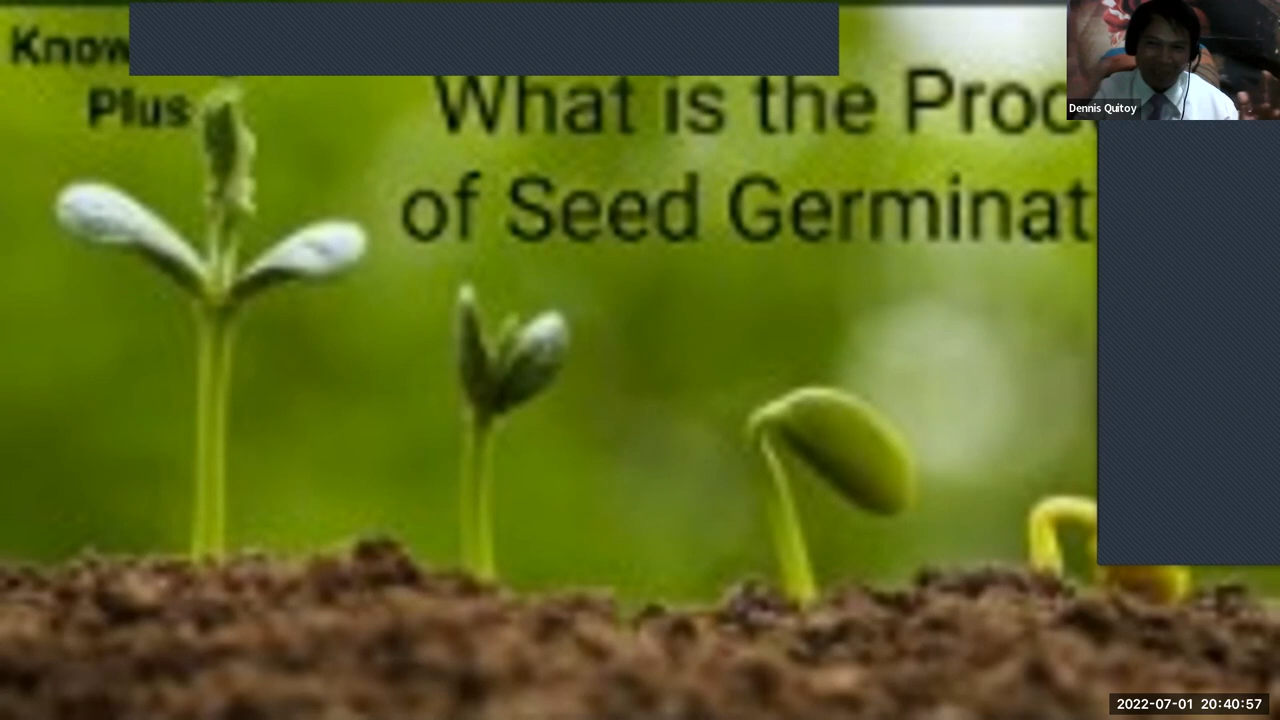 Know
Plus
What is the Proc
of Seed Germinat
Dennis Quitoy
2022-07-01 20:40:57